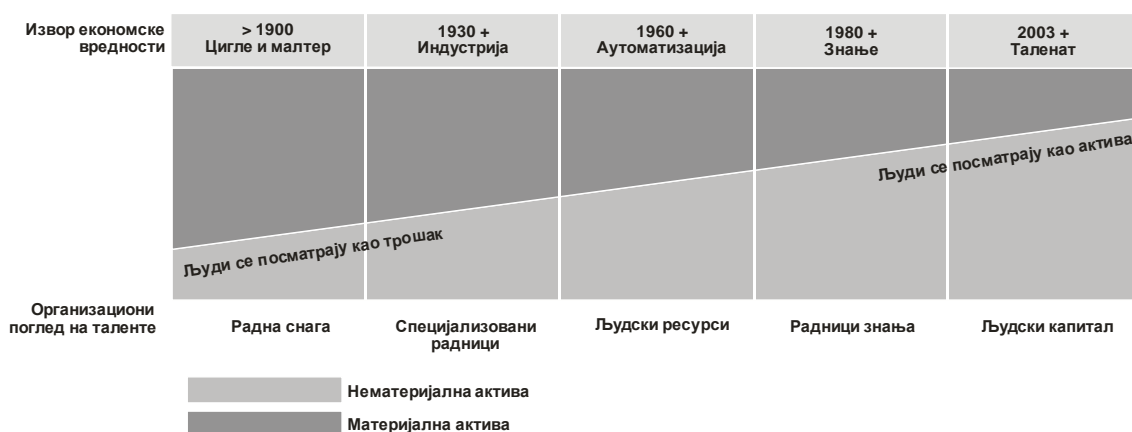 Извор економске
вредности
> 1900
Цигле и малтер
1930 +
Индустрија
1960 +
Аутоматизација
1980 +
Знање
2003 +
Таленат
Људи се посматрају као актива
Људи се посматрају као трошак
Организациони
поглед на таленте
Радна снага
Специјализовани
радници
Људски ресурси
Радници знања
Људски капитал
Нематеријална актива
Материјална актива